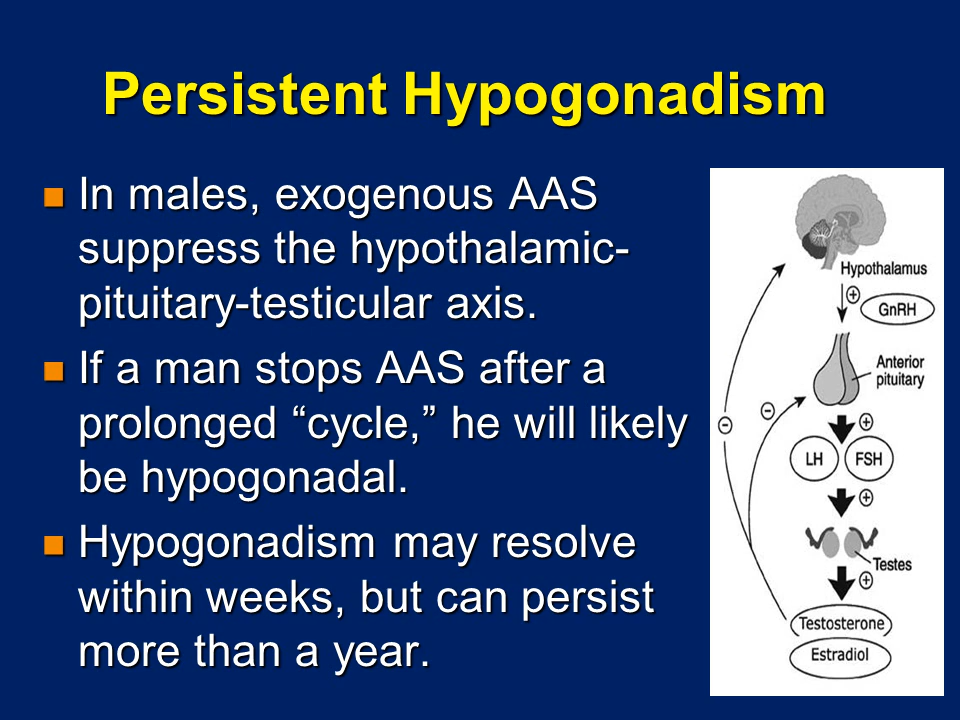 Persistent Hypogonadism
■ In males, exogenous AAS
suppress the hypothalamic-
pituitary-testicular axis.
■ If a man stops AAS after a
prolonged “cycle,” he will likely
be hypogonadal.
■ Hypogonadism may resolve
within weeks, but can persist
more than a year.
Hypothalamus
+
GnRH
Anterior
pituitary
−
−
+
LH
FSH
+
Testes
+
Testosterone
Estradiol